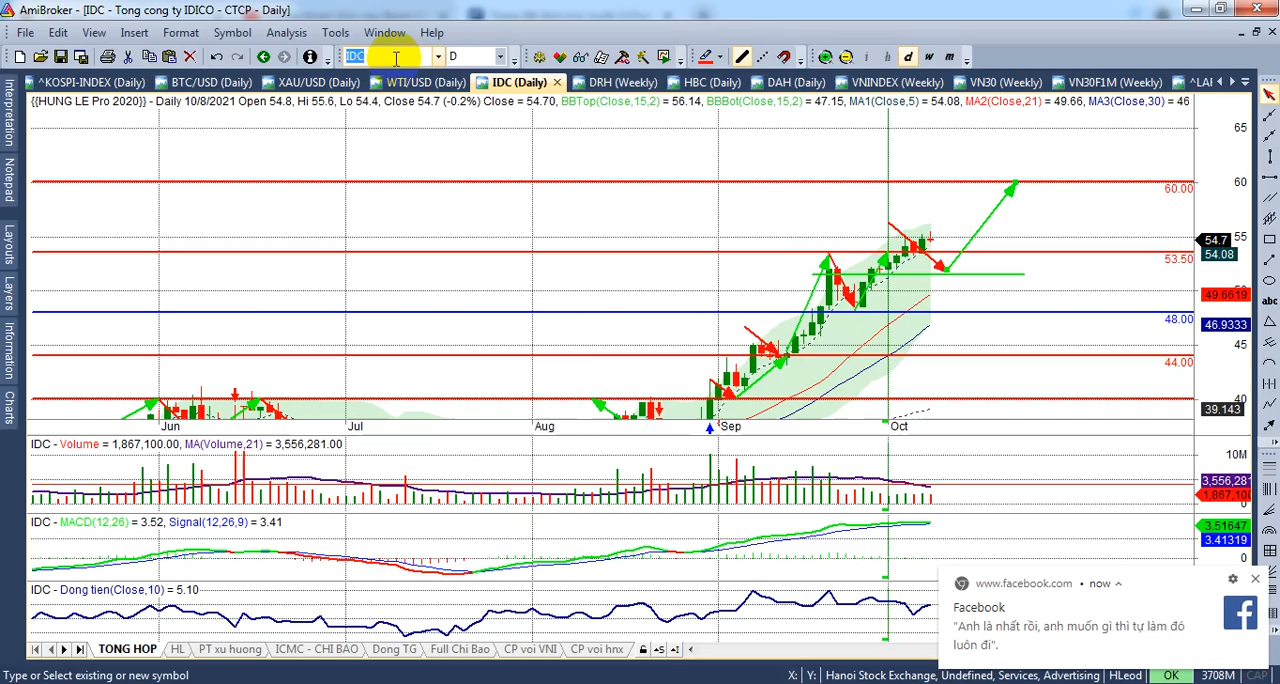 AmiBroker - [IDC - Tong cong ty IDICO - CTCP - Daily]
File Edit View Insert Format Symbol Analysis Tools Window Help
IDC D i h d w m
^KOSPI-INDEX (Daily) BTC/USD (Daily) XAU/USD (Daily) WTI/USD (Daily) IDC (Daily) DRH (Weekly) HBC (Daily) DAH (Daily) VNINDEX (Weekly) VN30 (Weekly) VN30F1M (Weekly)
{{HUNG LE Pro 2020}} - Daily 10/8/2021 Open 54.8, Hi 55.6, Lo 54.4, Close 54.7 (-0.2%) Close = 54.70, BBTop(Close,15,2) = 56.14, BBBot(Close,15,2) = 47.15, MA1(Close,5) = 54.08, MA2(Close,21) = 49.66, MA3(Close,30) = 46
Interpretation
Notepad
Layouts
Layers
Information
Charts
abc
65
60
60.00
55
54.7
54.08
53.50
49.6619
48.00
46.9333
45
44.00
40
39.143
Jun Jul Aug Sep Oct
IDC - Volume = 1,867,100.00, MA(Volume,21) = 3,556,281.00
10M
3,556,281
1,867,100
0
IDC - MACD(12,26) = 3.52, Signal(12,26,9) = 3.41
3.51647
3.41319
0
IDC - Dong tien(Close,10) = 5.10
www.facebook.com • now
Facebook
"Anh là nhất rồi, anh muốn gì thì tự làm đó
luôn đi".
TONG HOP HL PT xu huong ICMC - CHI BAO Dong TG Full Chi Bao CP voi VNI CP voi hnx
Type or Select existing or new symbol
X: Y: Hanoi Stock Exchange, Undefined, Services, Advertising HLeod OK 3708M CAP